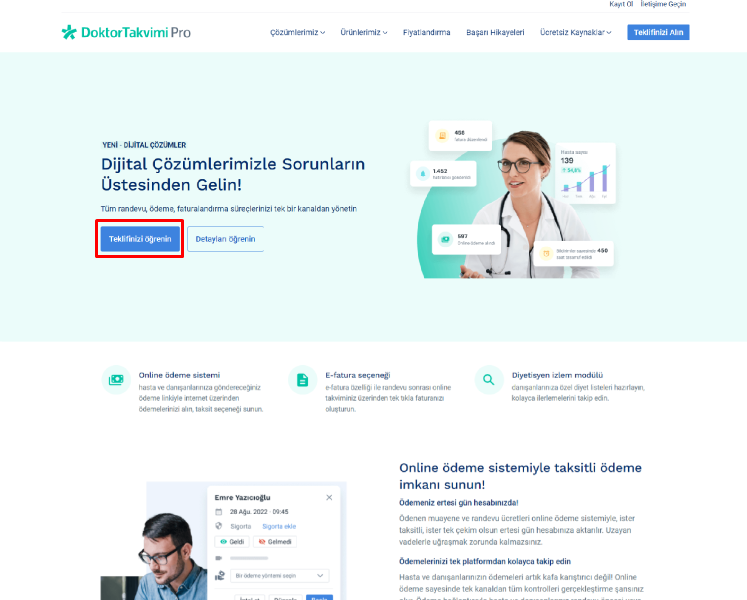 Kayıt Ol İletişime Geçin
DoktorTakvimi Pro
Çözümlerimiz Ürünlerimiz Fiyatlandırma Başarı Hikayeleri Ücretsiz Kaynaklar Teklifinizi Alın
YENİ - DİJİTAL ÇÖZÜMLER
Dijital Çözümlerimizle Sorunların
Üstesinden Gelin!
Tüm randevu, ödeme, faturalandırma süreçlerinizi tek bir kanaldan yönetin
Teklifinizi öğrenin Detayları öğrenin
456
1.452
Hasta sayısı
139
597
Online ödeme alındı
450
Online ödeme sistemi
hasta ve danışanlarınıza göndereceğiniz
ödeme linkiyle internet üzerinden
ödemelerinizi alın, taksit seçeneği sunun.
E-fatura seçeneği
e-fatura özelliği ile randevu sonrası online
takviminiz üzerinden tek tıkla faturanızı
oluşturun.
Diyetisyen izlem modülü
danışanlarınıza özel diyet listeleri hazırlayın,
kolayca ilerlemelerini takip edin.
Emre Yazıcıoğlu
28 Ağu. 2022 - 09:45
Sigorta Sigorta ekle
Geldi Gelmedi
Bir ödeme yöntemi seçin
Online ödeme sistemiyle taksitli ödeme
imkanı sunun!
Ödemeniz ertesi gün hesabınızda!
Ödenen muayene ve randevu ücretleri online ödeme sistemiyle, ister
taksitli, ister tek çekim olsun ertesi gün hesabınıza aktarılır. Uzayan
vadelerle uğraşmak zorunda kalmazsınız.
Ödemelerinizi tek platformdan kolayca takip edin
Hasta ve danışanlarınızın ödemeleri artık kafa karıştırıcı değil! Online
ödeme sayesinde tek kanaldan tüm kontrolleri gerçekleştirme şansınız